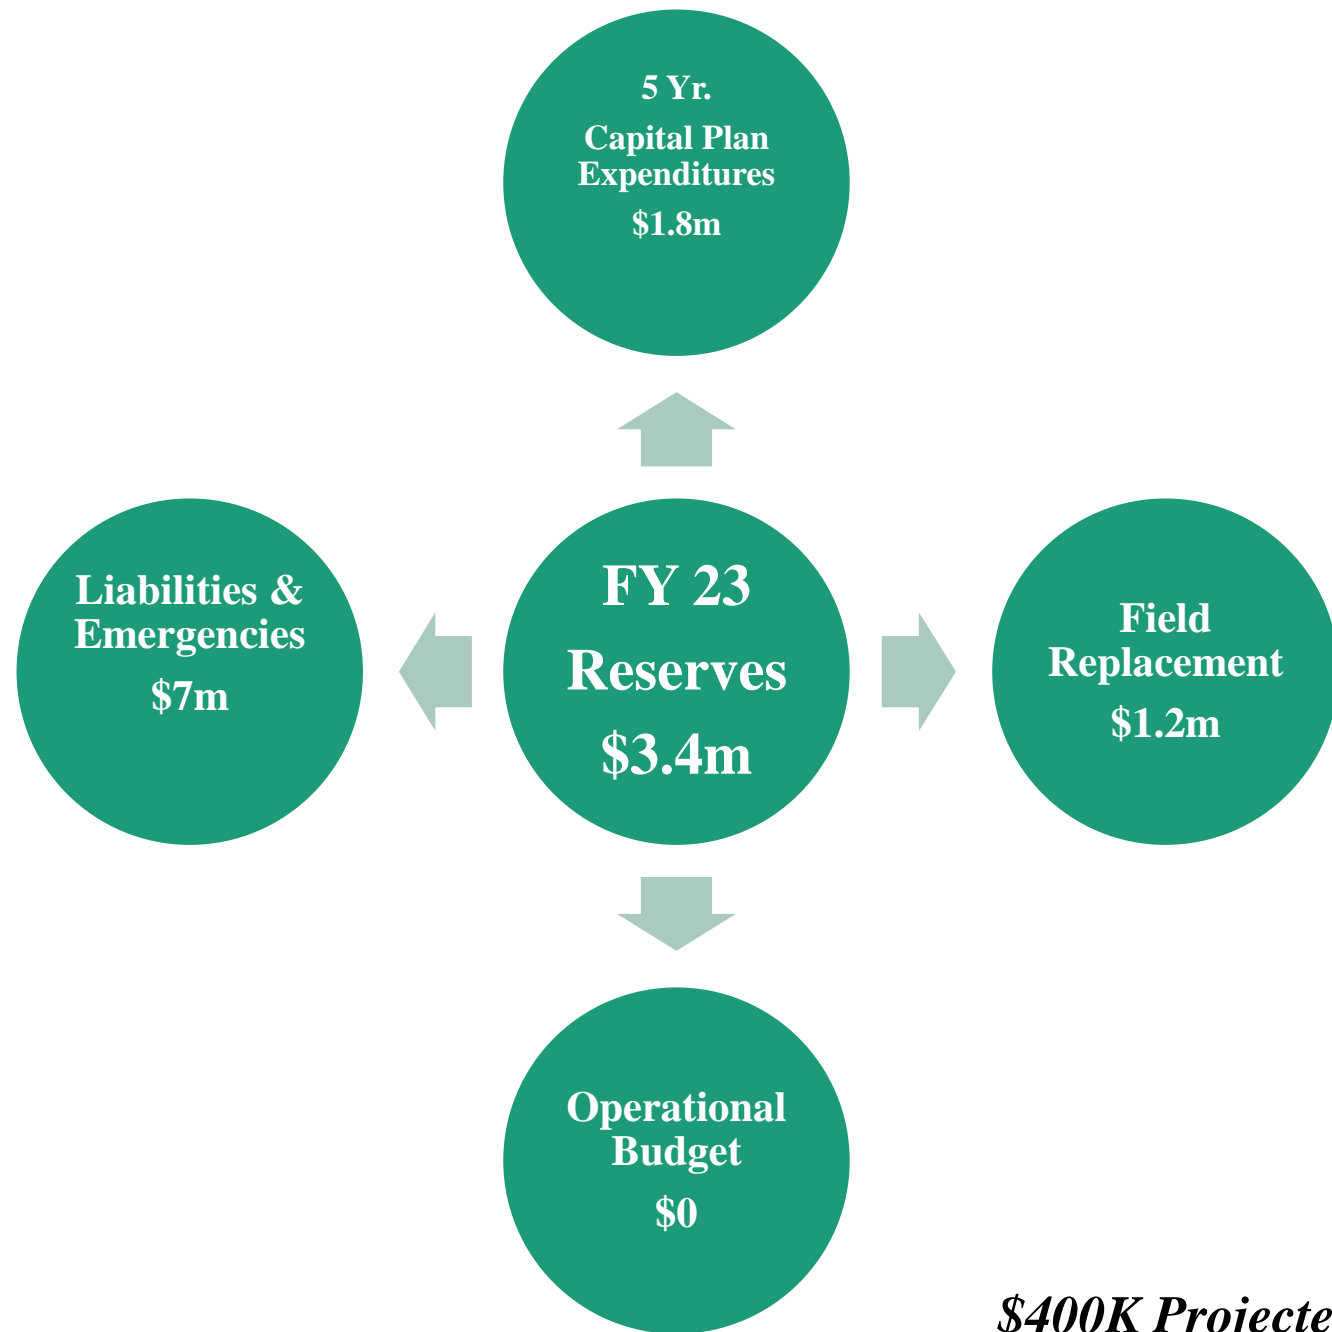 5 Yr.
Capital Plan
Expenditures
$1.8m
Liabilities &
Emergencies
$7m
FY 23
Reserves
$3.4m
Field
Replacement
$1.2m
Operational
Budget
$0
$400K Projecte